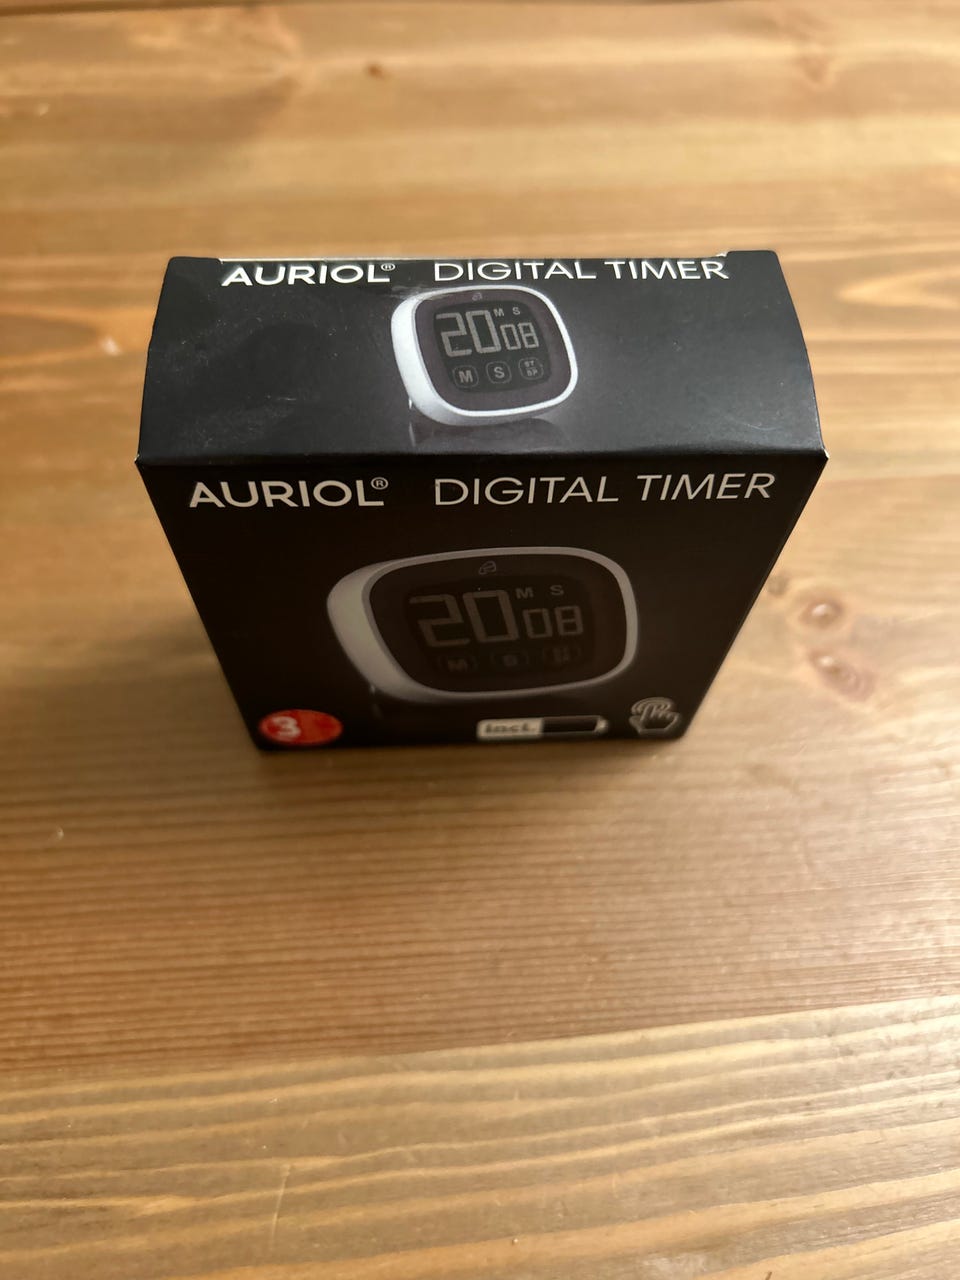 AURIOL® DIGITAL TIMER
M S
20 08
M S ST/SP
AURIOL® DIGITAL TIMER
M S
20 08
M S
3 incl.